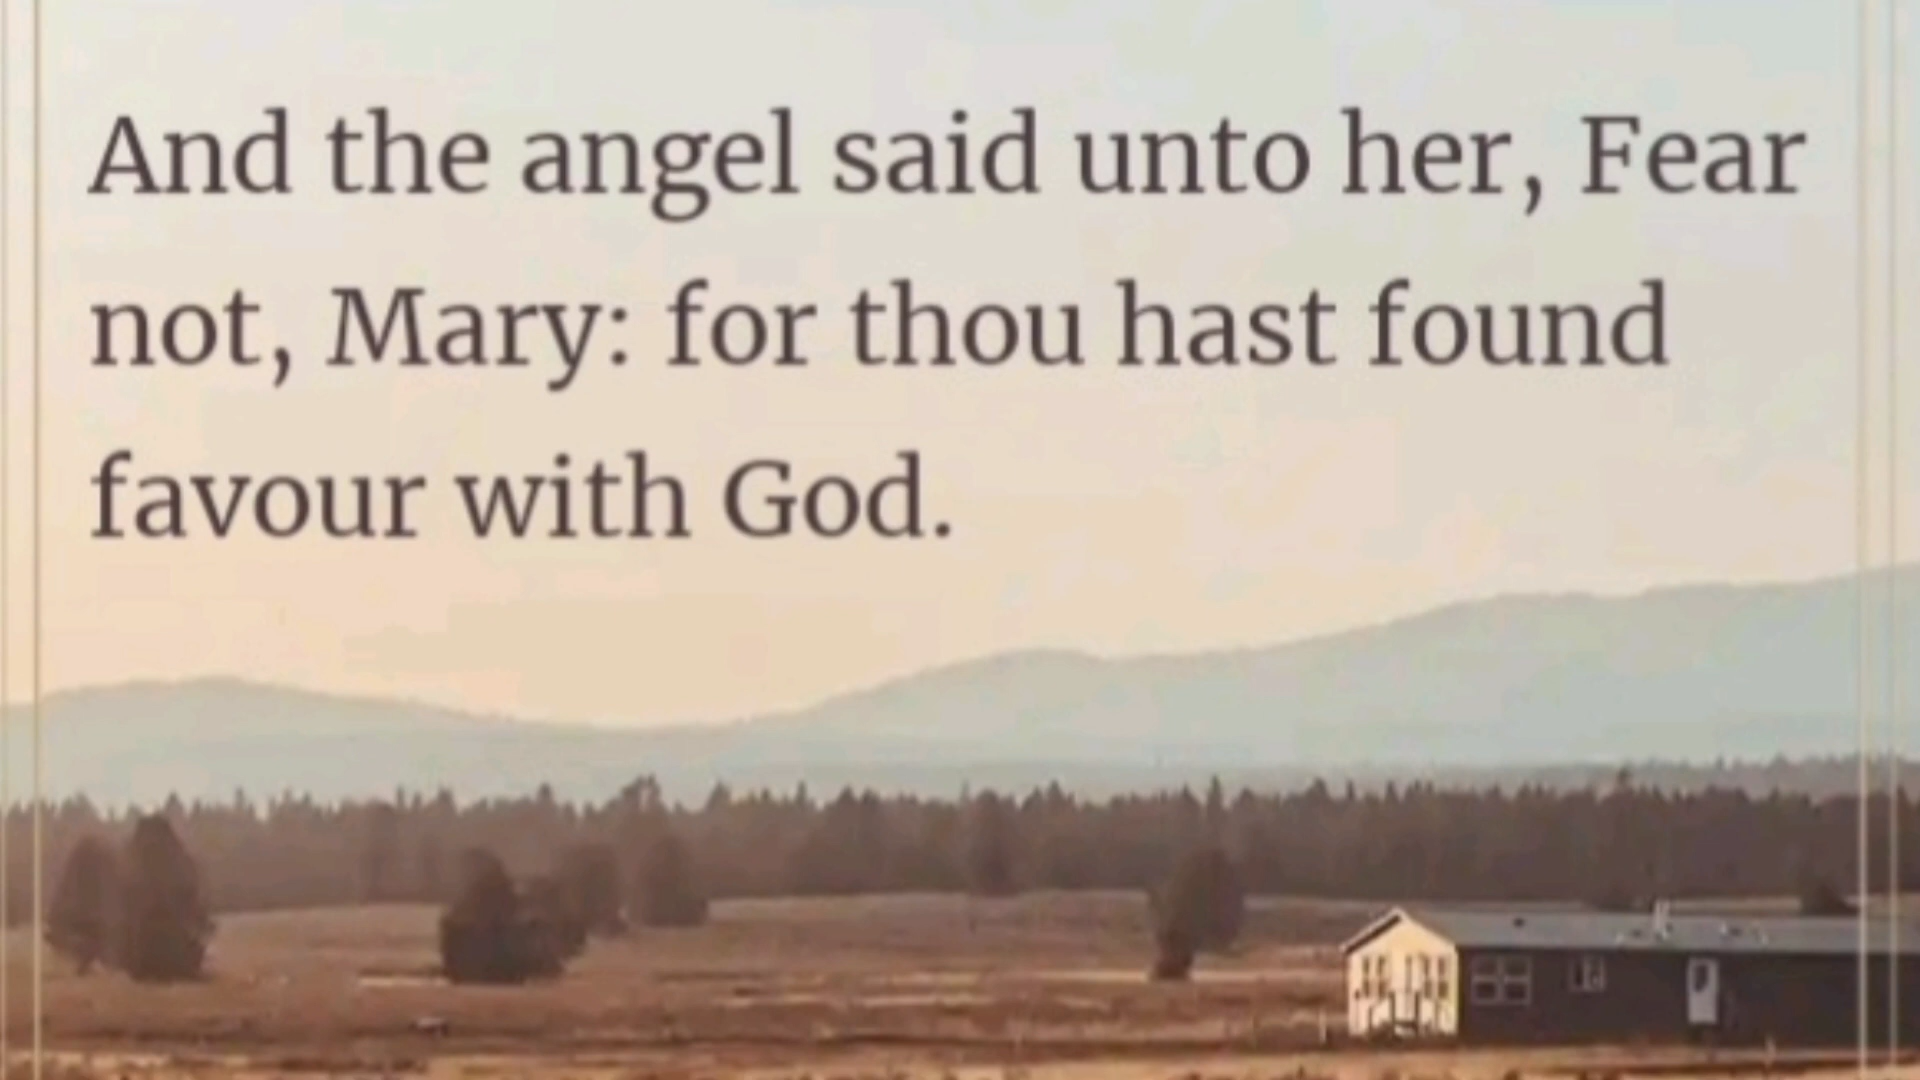 And the angel said unto her, Fear
not, Mary: for thou hast found
favour with God.